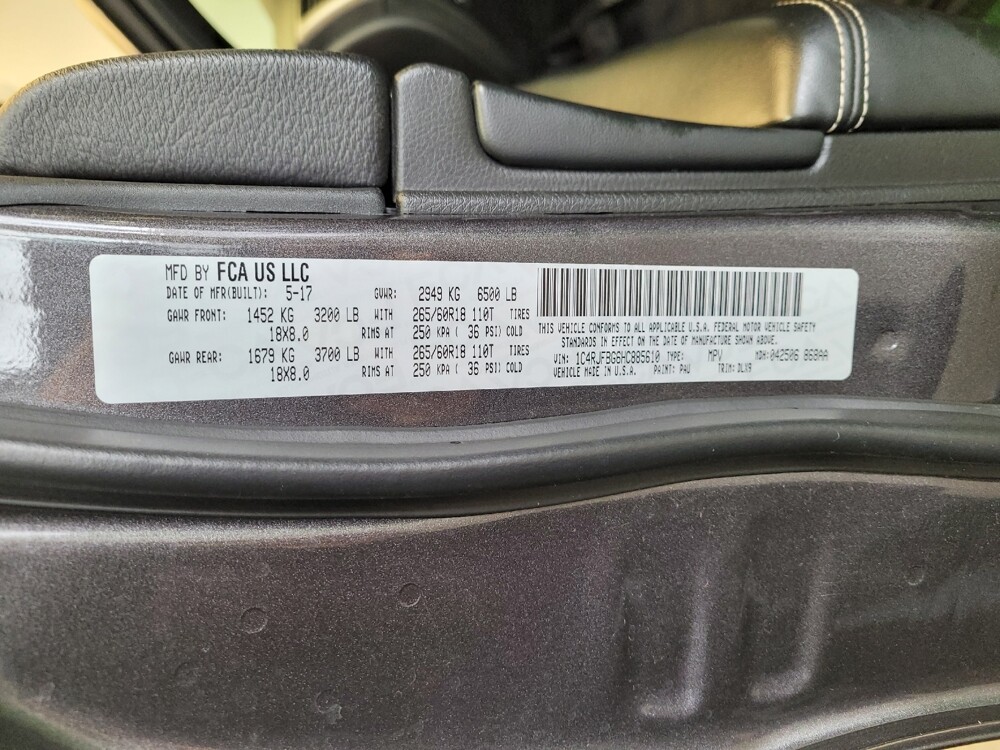 MFD BY FCA US LLC
DATE OF MFR(BUILT): 5-17 GVWR: 2949 KG 6500 LB
GAWR FRONT: 1452 KG 3200 LB WITH 265/60R18 110T TIRES
18X8.0 RIMS AT 250 KPA ( 36 PSI) COLD
GAWR REAR: 1679 KG 3700 LB WITH 265/60R18 110T TIRES
18X8.0 RIMS AT 250 KPA ( 36 PSI) COLD
THIS VEHICLE CONFORMS TO ALL APPLICABLE U.S.A. FEDERAL MOTOR VEHICLE SAFETY
STANDARDS IN EFFECT ON THE DATE OF MANUFACTURE SHOWN ABOVE.
VIN: 1C4RJFBG6HC885610 TYPE: MPV MDH: 042506 868AA
VEHICLE MADE IN U.S.A. PAINT: PAU TRIM: DLX9